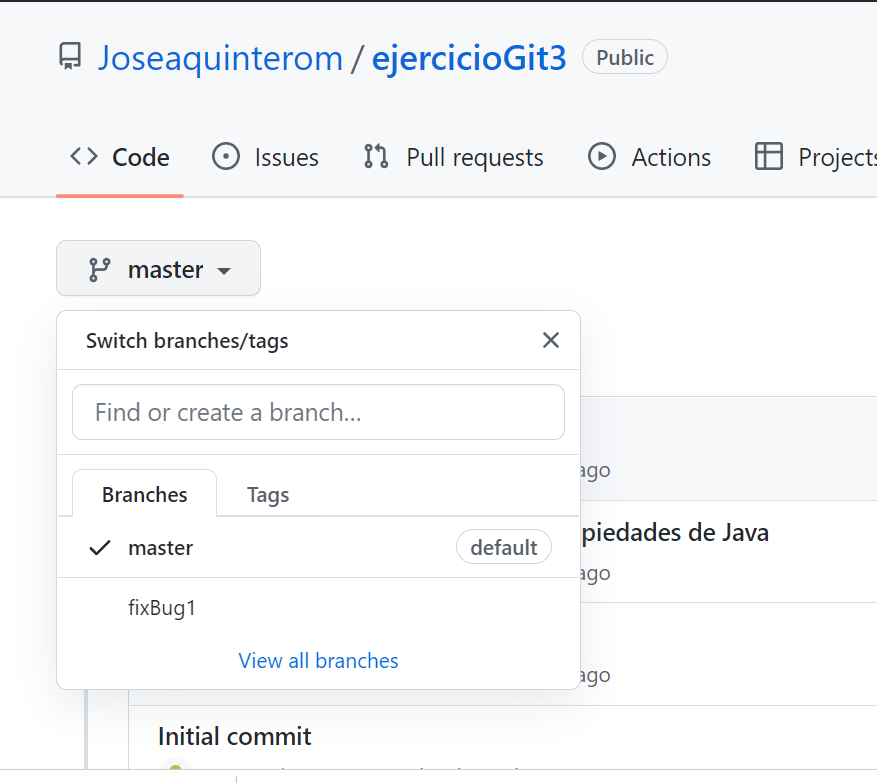 Joseaquinterom / ejercicioGit3 Public
Code Issues Pull requests Actions Projects
master
Switch branches/tags
Find or create a branch...
ago
Branches Tags
piedades de Java
master default
ago
fixBug1
View all branches
ago
Initial commit